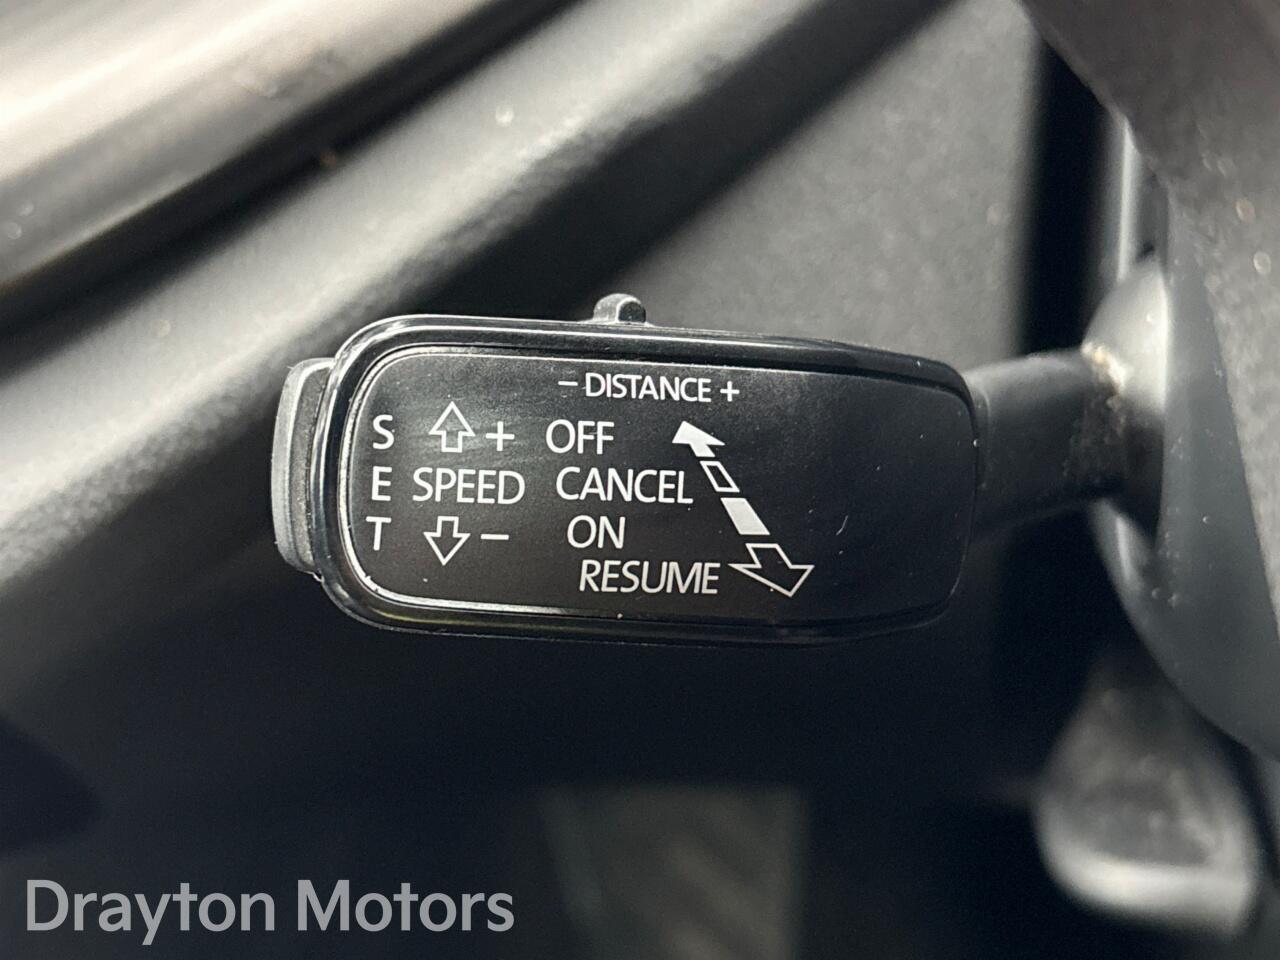 − DISTANCE +
S + OFF
E SPEED CANCEL
T − ON
RESUME
Drayton Motors